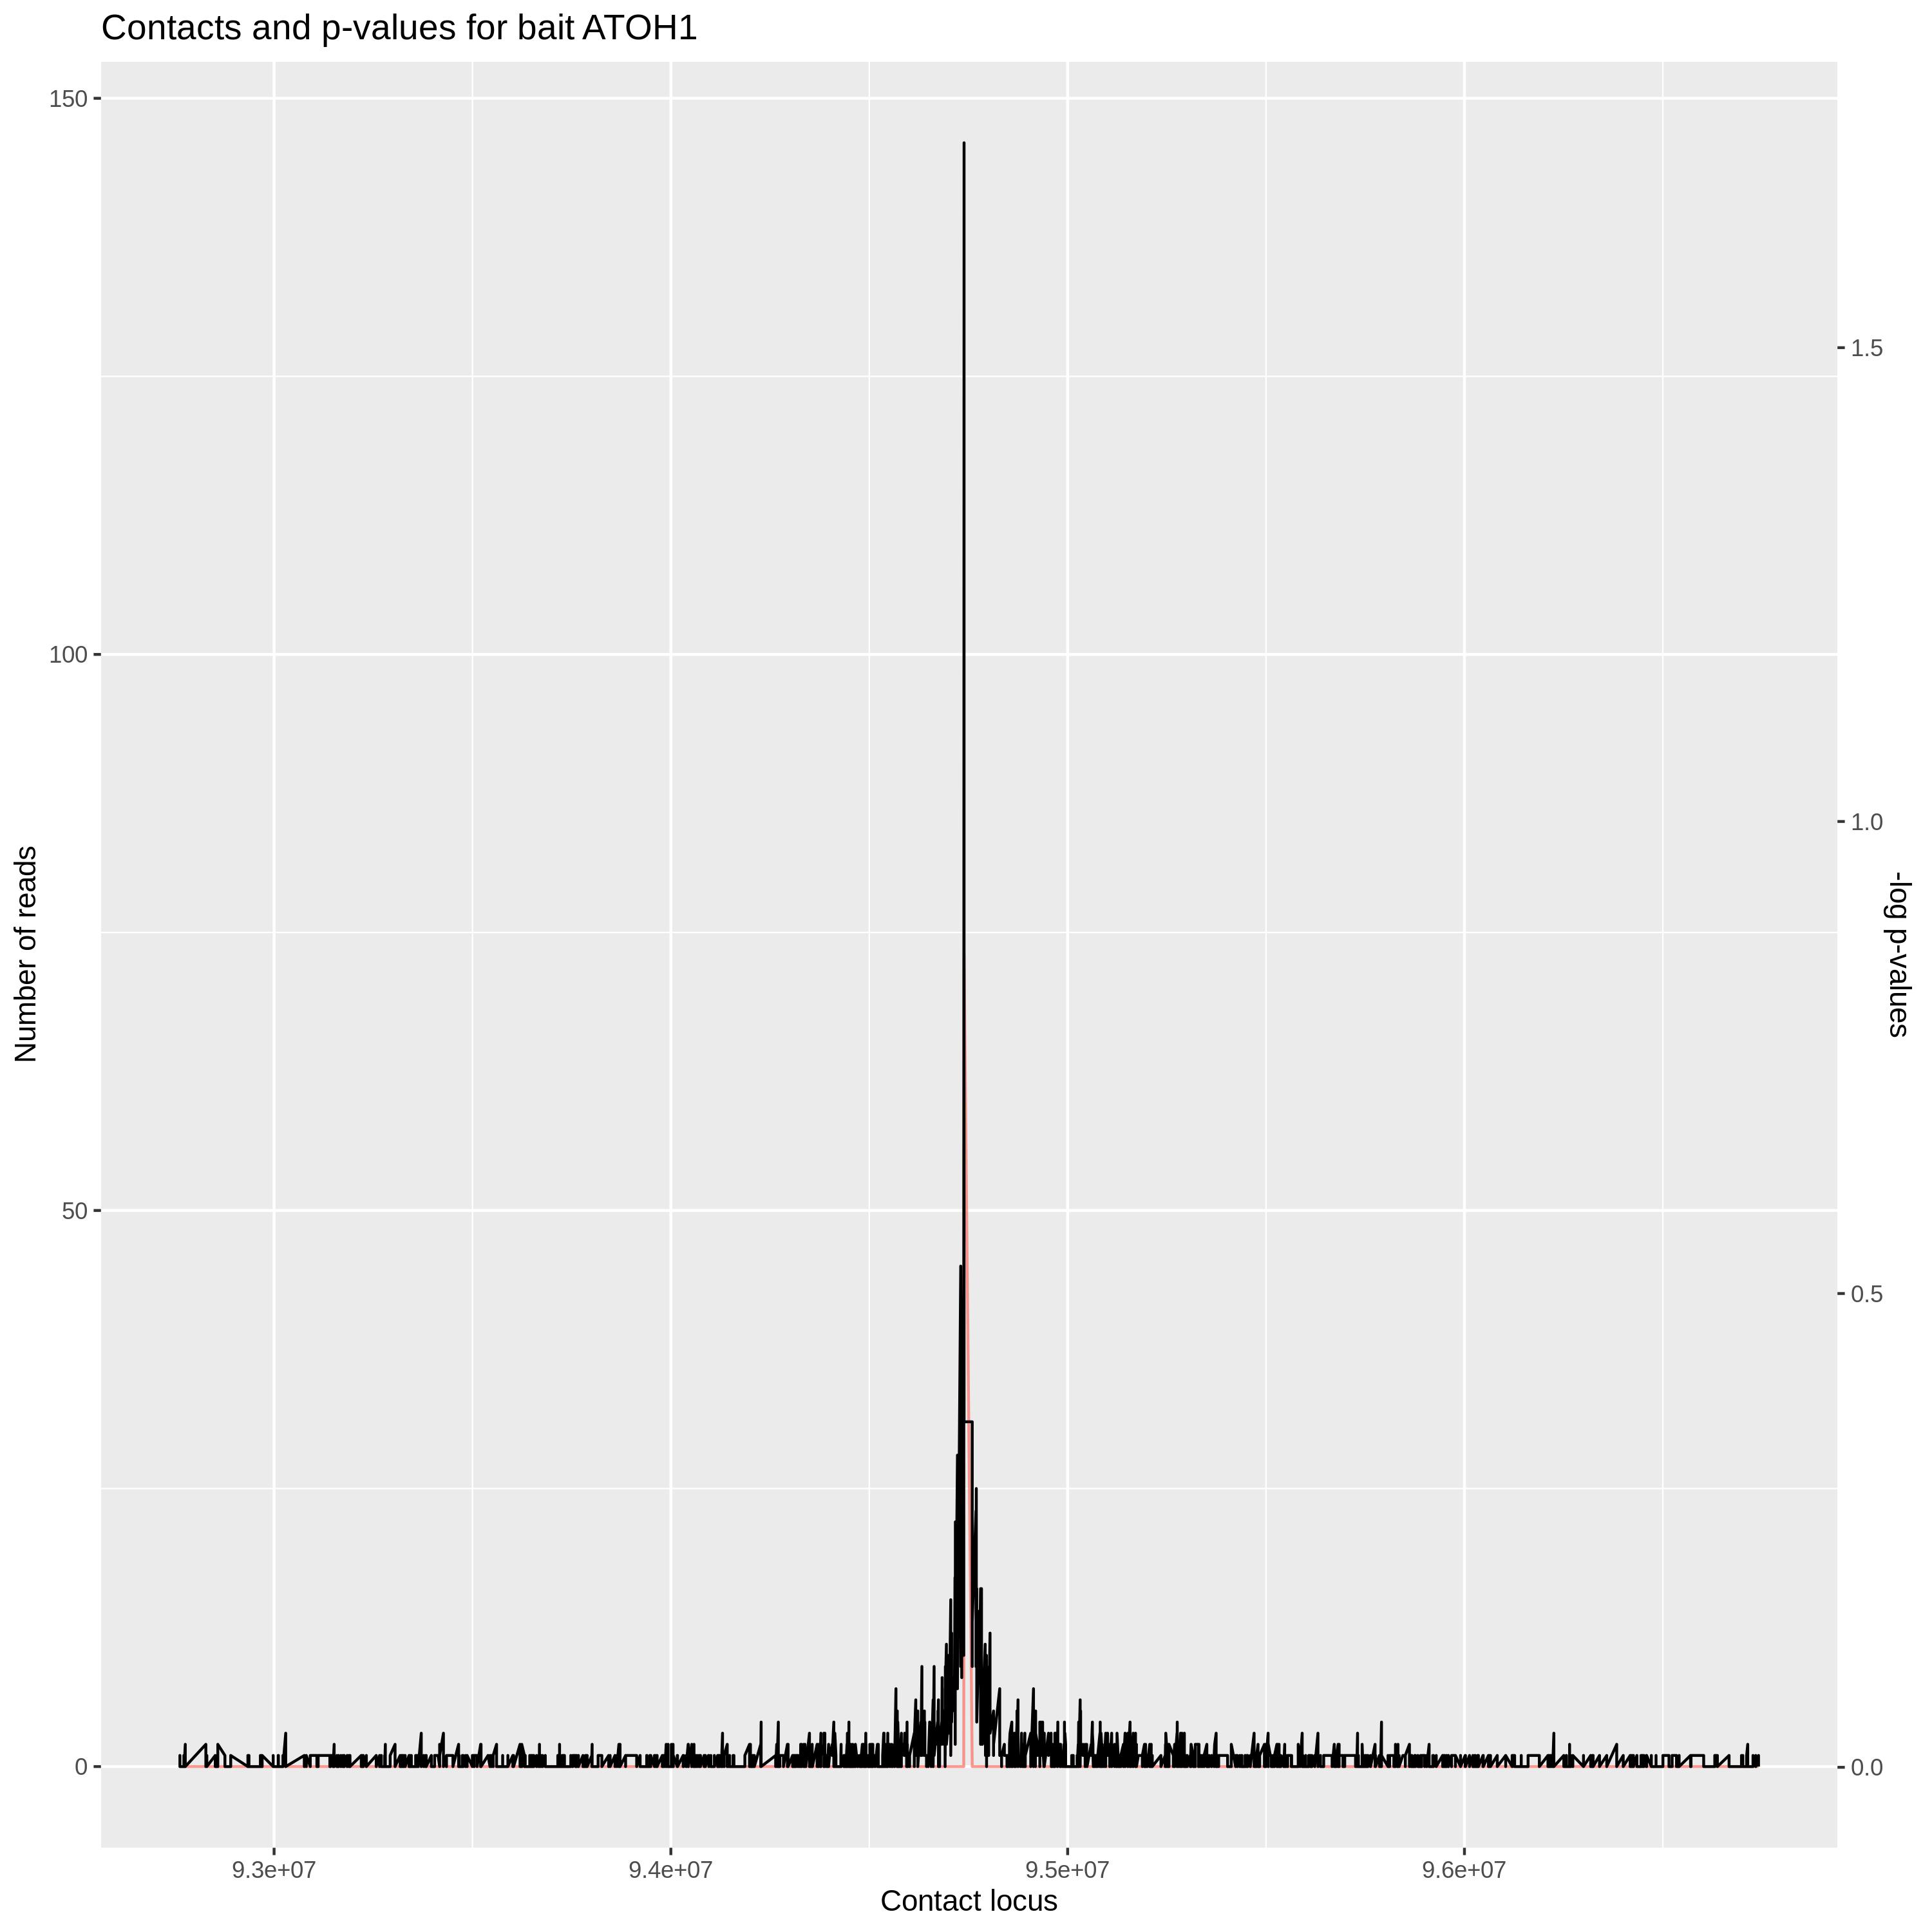 Contacts and p-values for bait ATOH1
150
100
50
0
Number of reads
1.5
1.0
0.5
0.0
-log p-values
9.3e+07
9.4e+07
9.5e+07
9.6e+07
Contact locus